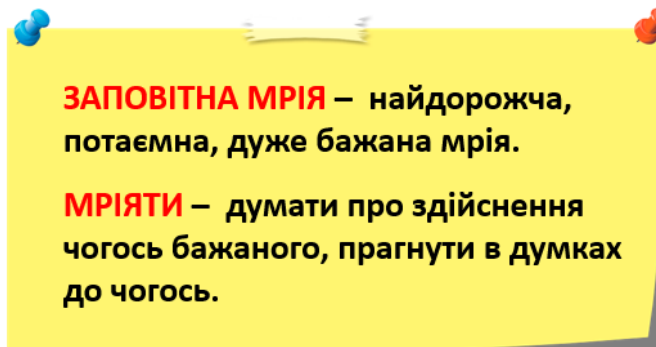 ЗАПОВІТНА МРІЯ – найдорожча,
потаємна, дуже бажана мрія.
МРІЯТИ – думати про здійснення
чогось бажаного, прагнути в думках
до чогось.